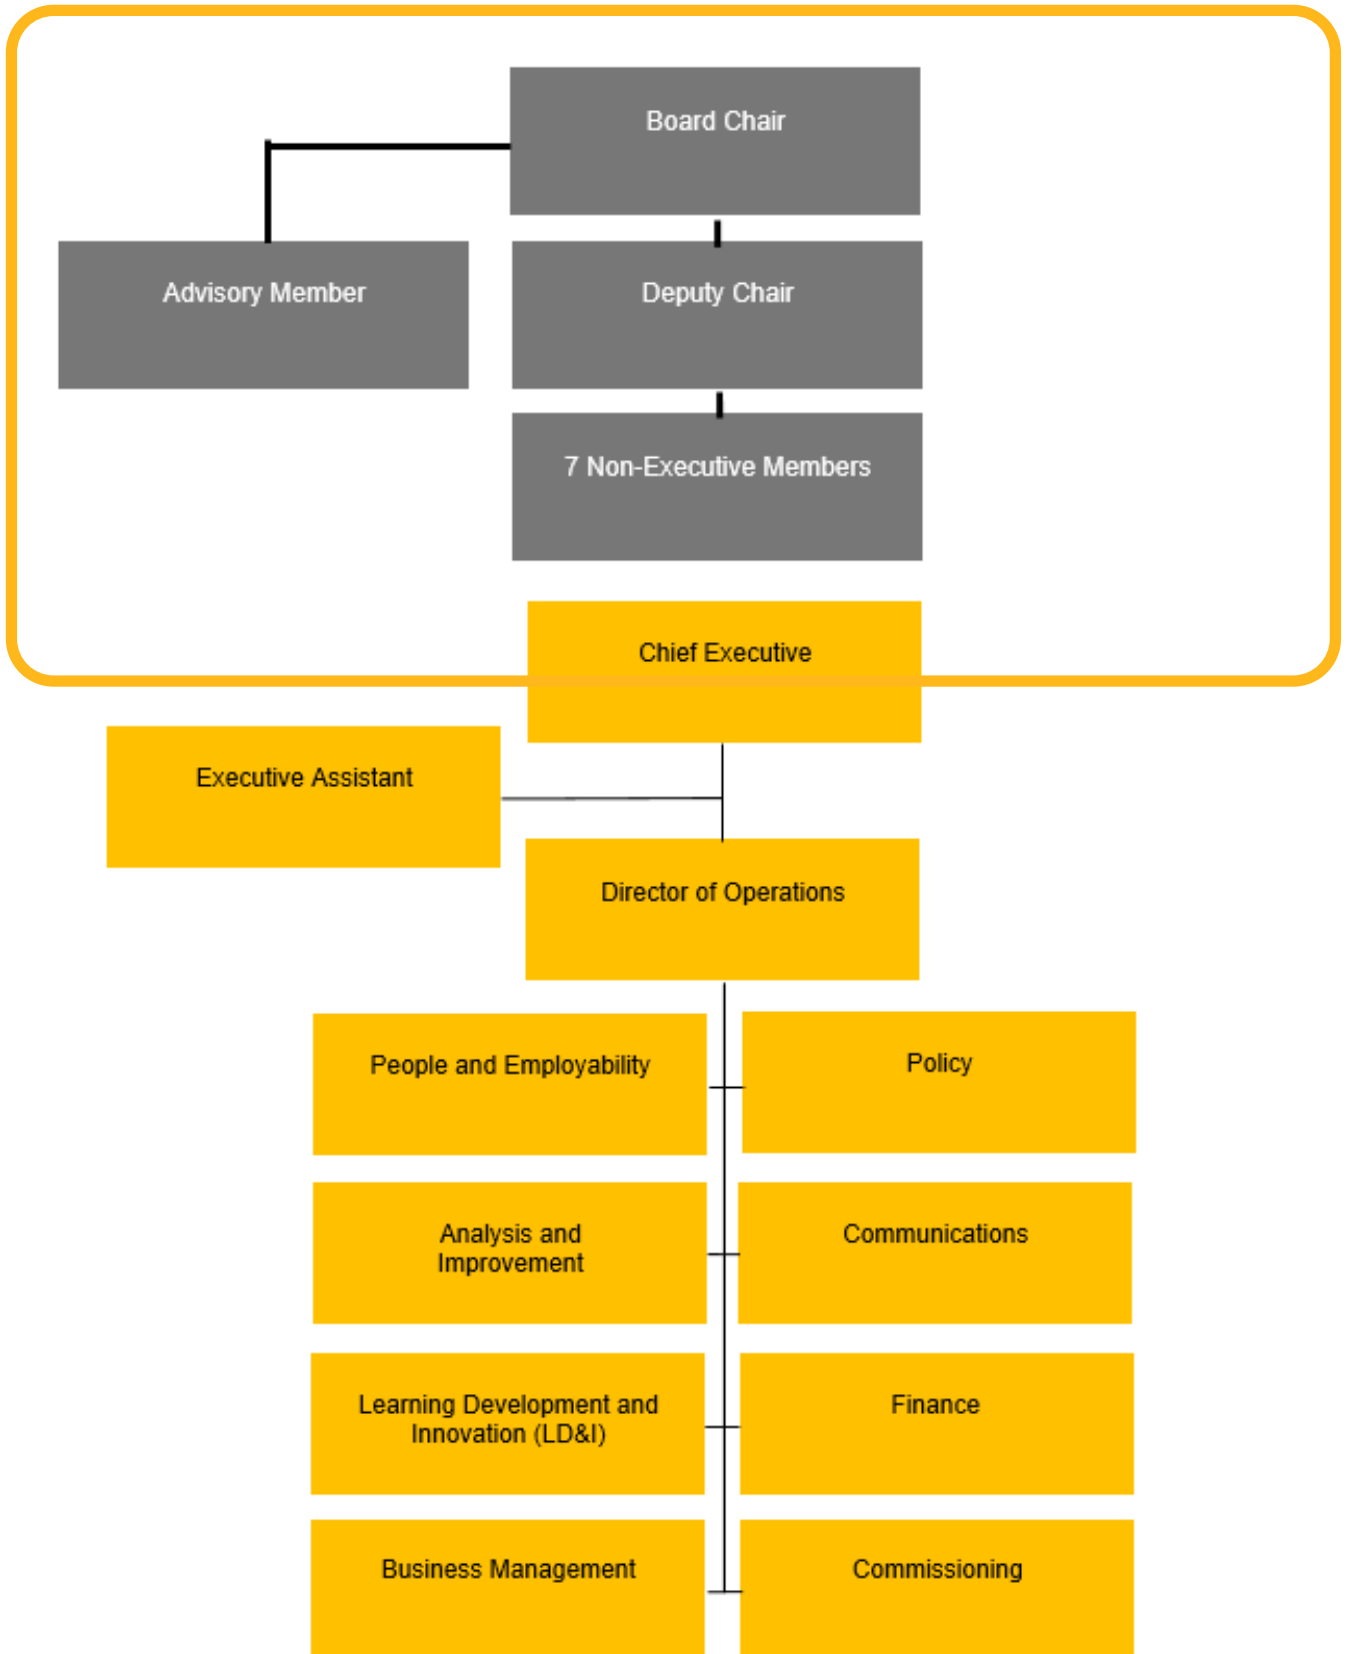 Board Chair
Advisory Member
Deputy Chair
7 Non-Executive Members
Chief Executive
Executive Assistant
Director of Operations
People and Employability
Policy
Analysis and
Improvement
Communications
Learning Development and
Innovation (LD&I)
Finance
Business Management
Commissioning